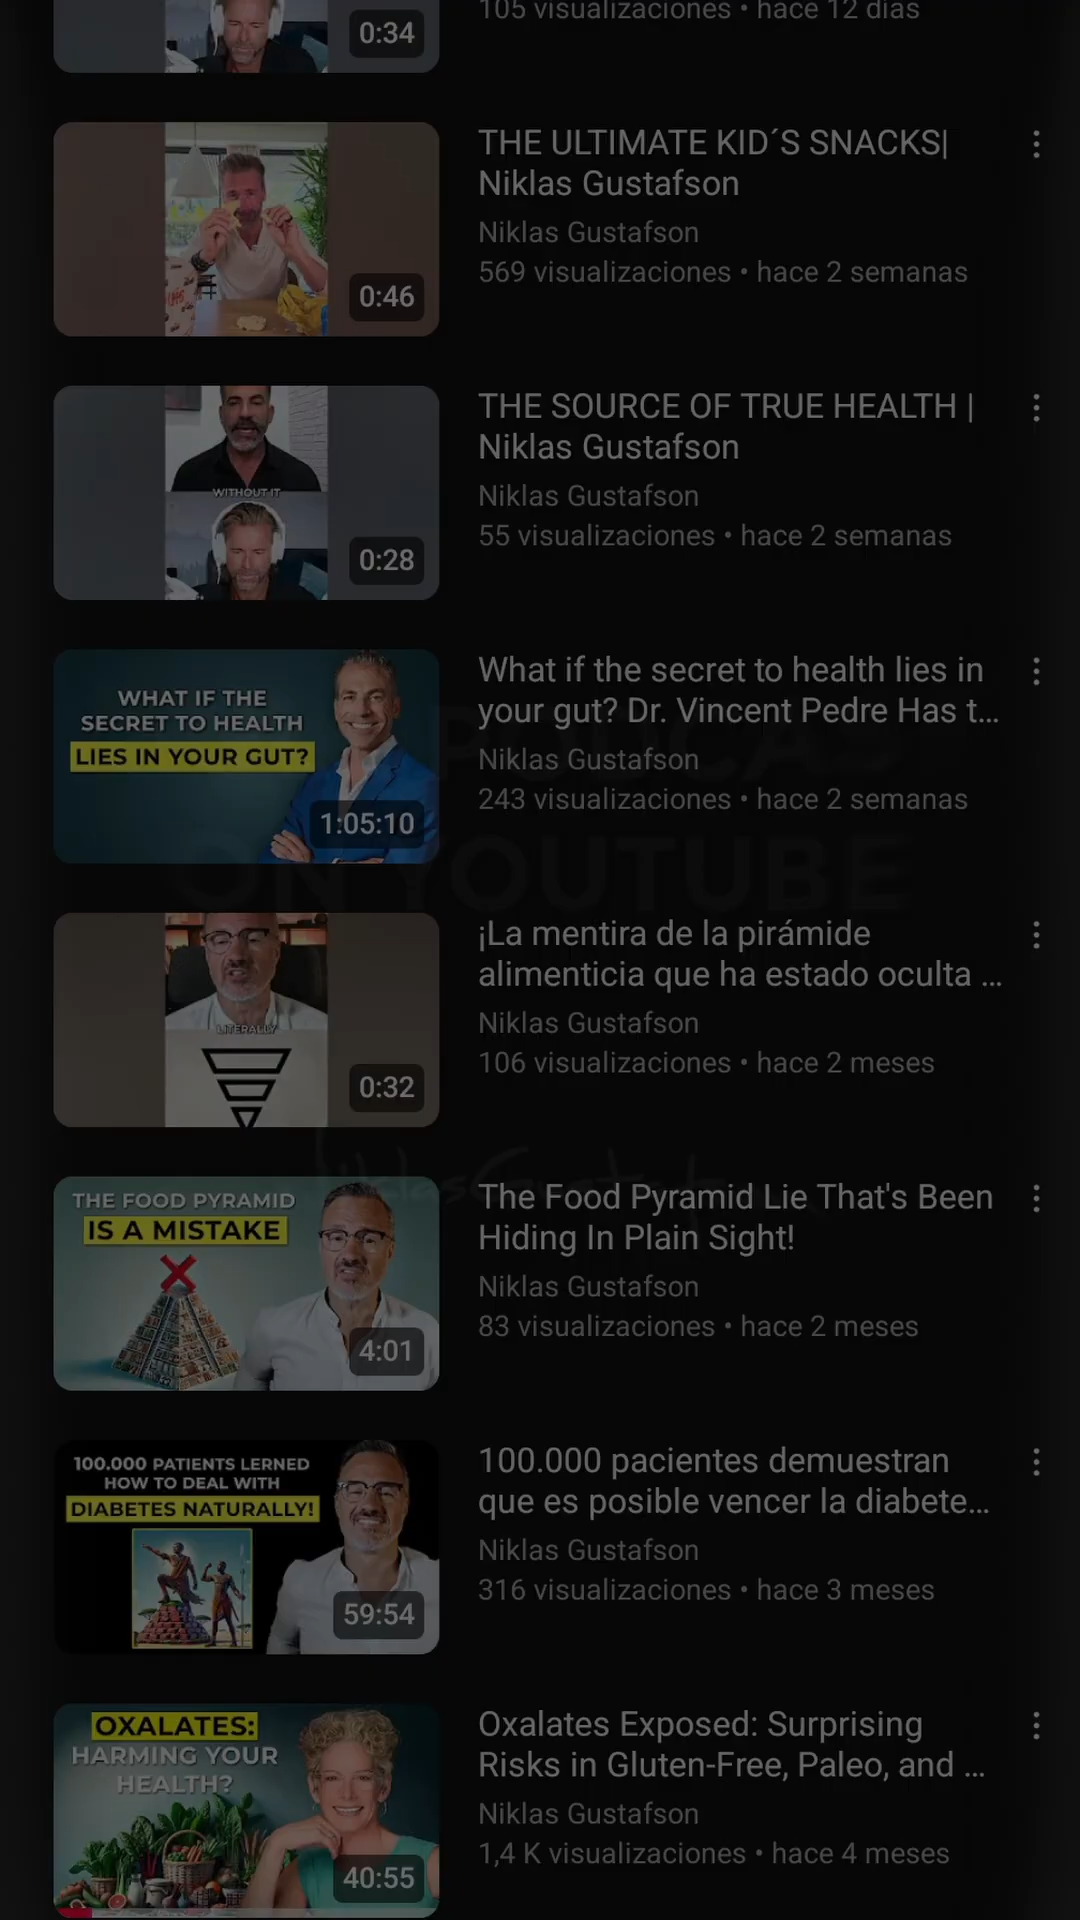 0:34
105 visualizaciones • hace 12 días
0:46
THE ULTIMATE KID´S SNACKS|
Niklas Gustafson
Niklas Gustafson
569 visualizaciones • hace 2 semanas
WITHOUT IT
0:28
THE SOURCE OF TRUE HEALTH |
Niklas Gustafson
Niklas Gustafson
55 visualizaciones • hace 2 semanas
WHAT IF THE
SECRET TO HEALTH
LIES IN YOUR GUT?
1:05:10
What if the secret to health lies in
your gut? Dr. Vincent Pedre Has t...
Niklas Gustafson
243 visualizaciones • hace 2 semanas
PODCAS
ON YOUTUBE
LITERALLY
0:32
¡La mentira de la pirámide
alimenticia que ha estado oculta ...
Niklas Gustafson
106 visualizaciones • hace 2 meses
THE FOOD PYRAMID
IS A MISTAKE
4:01
The Food Pyramid Lie That's Been
Hiding In Plain Sight!
Niklas Gustafson
83 visualizaciones • hace 2 meses
100.000 PATIENTS LERNED
HOW TO DEAL WITH
DIABETES NATURALLY!
59:54
100.000 pacientes demuestran
que es posible vencer la diabete...
Niklas Gustafson
316 visualizaciones • hace 3 meses
OXALATES:
HARMING YOUR
HEALTH?
40:55
Oxalates Exposed: Surprising
Risks in Gluten-Free, Paleo, and ...
Niklas Gustafson
1,4 K visualizaciones • hace 4 meses